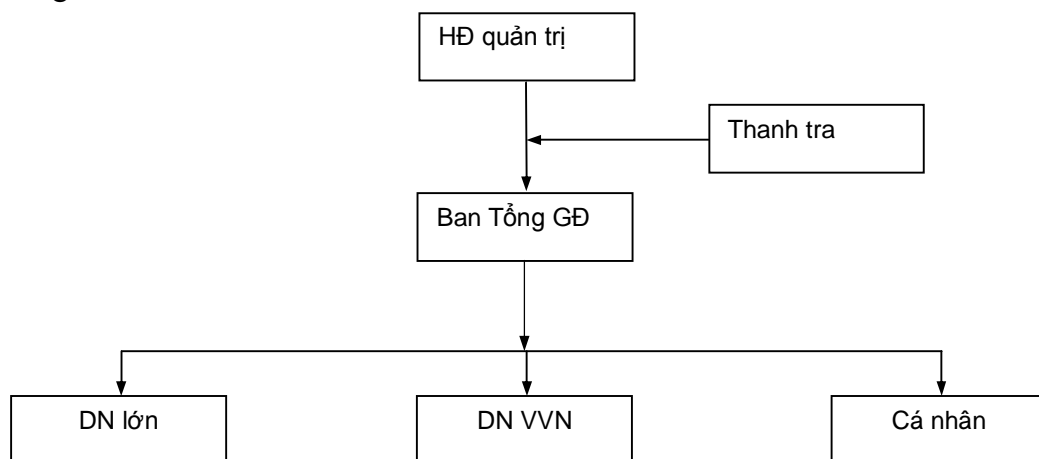 HĐ quản trị
Thanh tra
Ban Tổng GĐ
DN lớn
DN VVN
Cá nhân